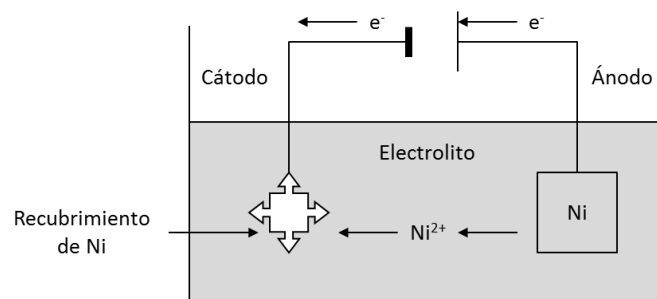 e⁻
e⁻
Cátodo
Ánodo
Electrolito
Ni
Recubrimiento
de Ni
Ni²⁺